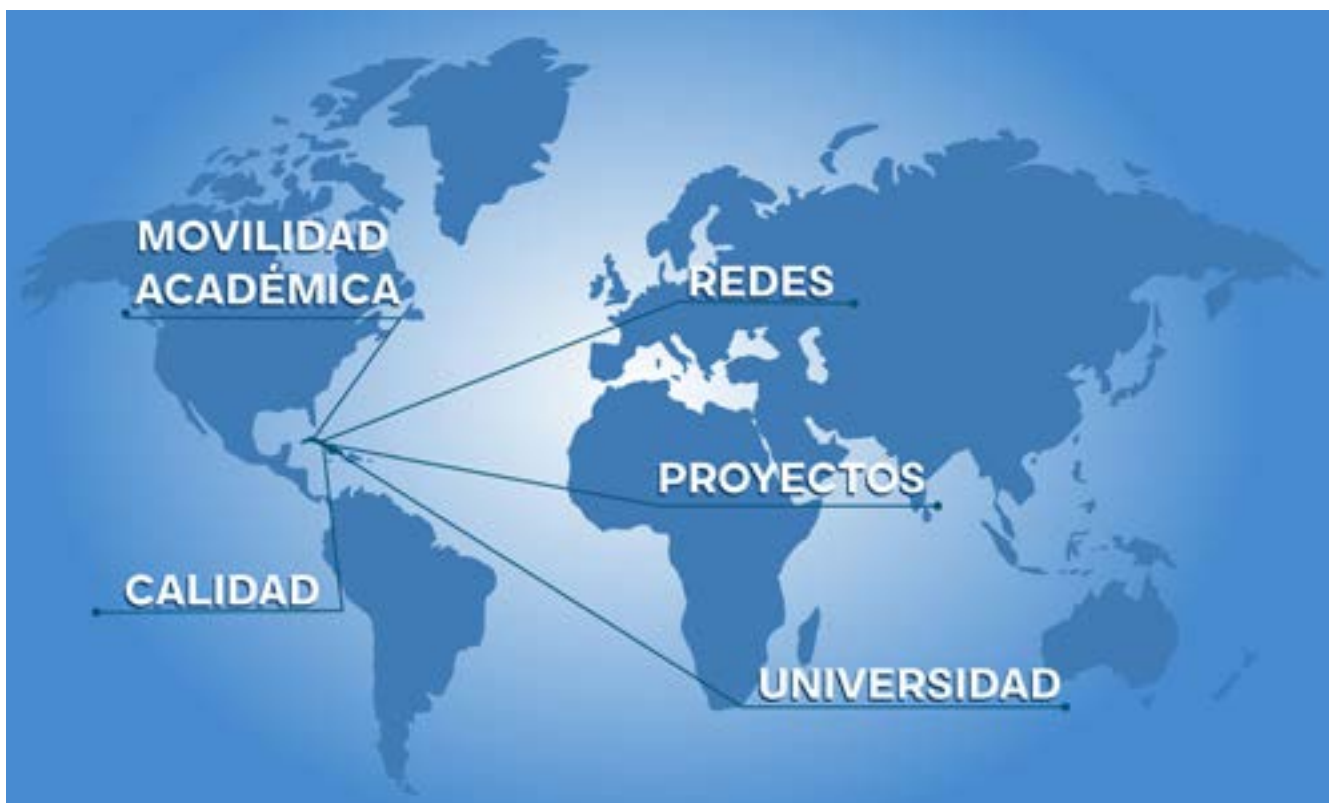 MOVILIDAD
ACADÉMICA
REDES
PROYECTOS
CALIDAD
UNIVERSIDAD